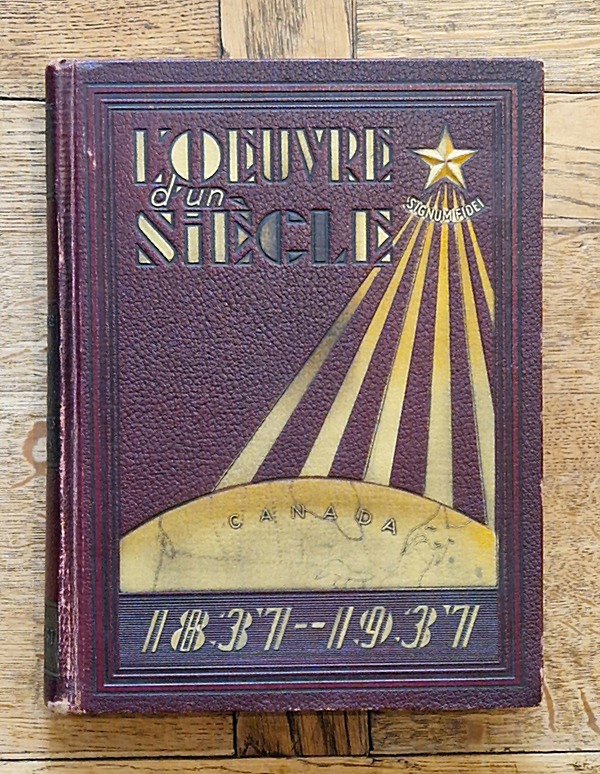 L'OEUVRE
d'un
SIÈCLE
SIGNUM FIDEI
CANADA
1837--1937